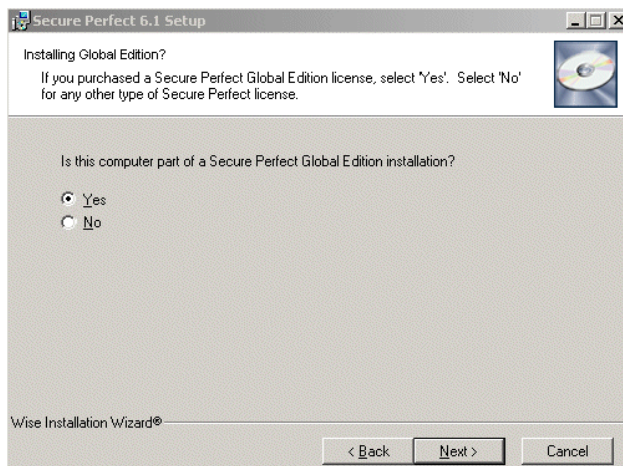 Secure Perfect 6.1 Setup
Installing Global Edition?
If you purchased a Secure Perfect Global Edition license, select 'Yes'. Select 'No'
for any other type of Secure Perfect license.
Is this computer part of a Secure Perfect Global Edition installation?
Yes
No
Wise Installation Wizard®
< Back
Next >
Cancel